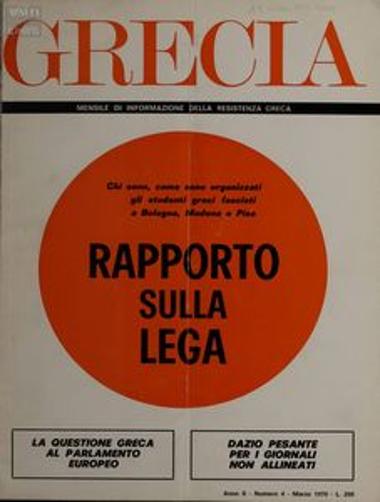 GRECIA
MENSILE DI INFORMAZIONE DELLA RESISTENZA GRECA
Chi sono, come sono organizzati
gli studenti greci fascisti
a Bologna, Modena e Pisa
RAPPORTO
SULLA
LEGA
LA QUESTIONE GRECA
AL PARLAMENTO
EUROPEO
DAZIO PESANTE
PER I GIORNALI
NON ALLINEATI
Anno II - Numero 4 - Marzo 1970 - L. 200